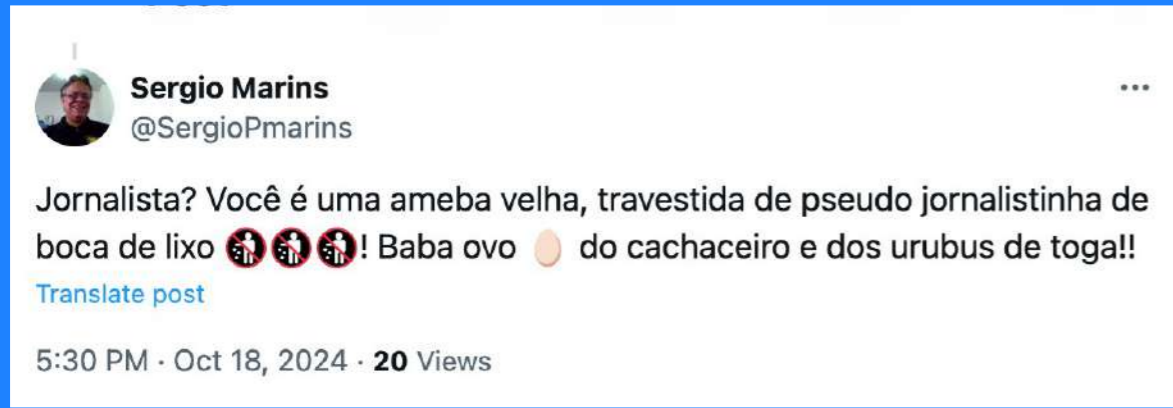 Sergio Marins
@SergioPmarins
Jornalista? Você é uma ameba velha, travestida de pseudo jornalistinha de
boca de lixo 🚯🚯🚯! Baba ovo 🥚 do cachaceiro e dos urubus de toga!!
Translate post
5:30 PM · Oct 18, 2024 · 20 Views